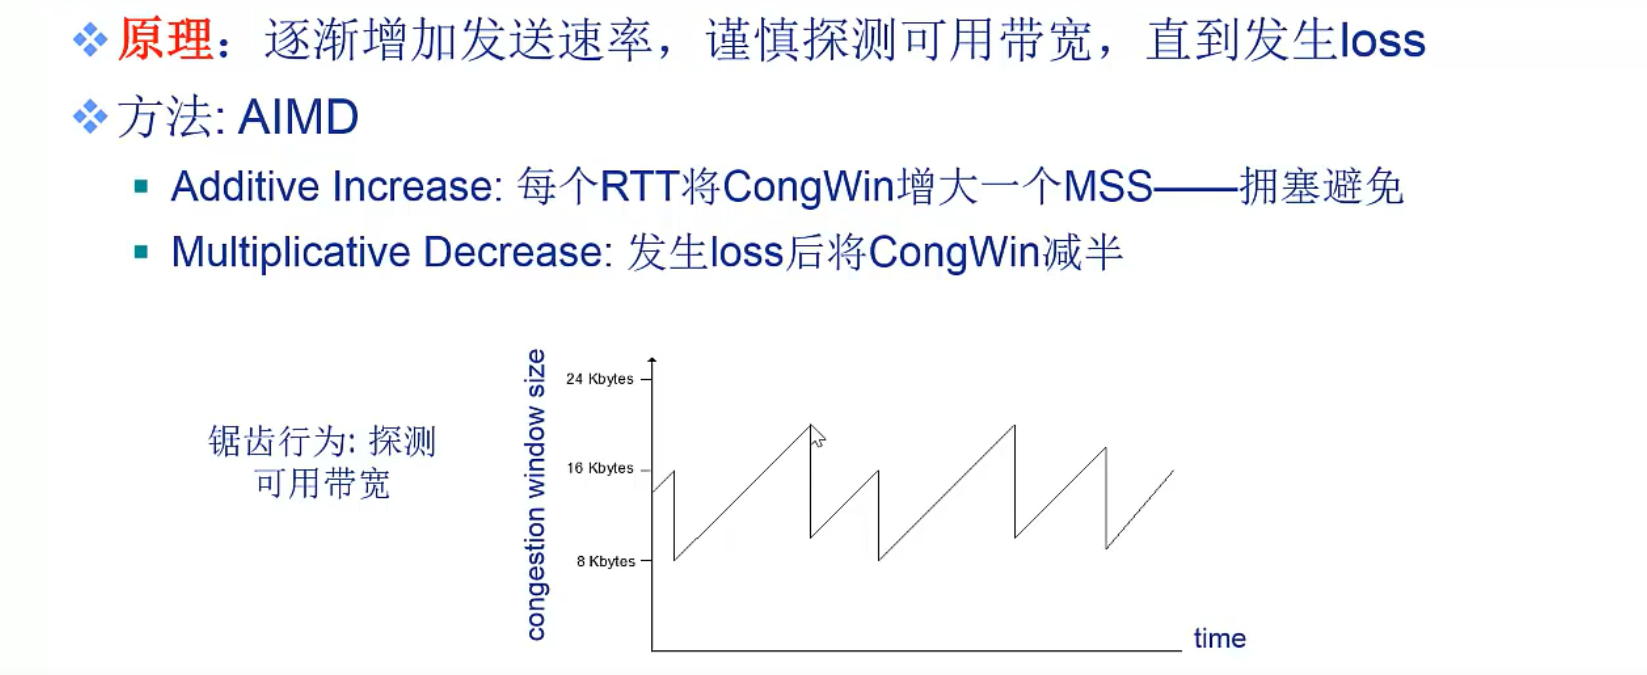 原理：逐渐增加发送速率，谨慎探测可用带宽，直到发生loss
方法: AIMD
Additive Increase: 每个RTT将CongWin增大一个MSS——拥塞避免
Multiplicative Decrease: 发生loss后将CongWin减半
锯齿行为: 探测
可用带宽
congestion window size
24 Kbytes
16 Kbytes
8 Kbytes
time